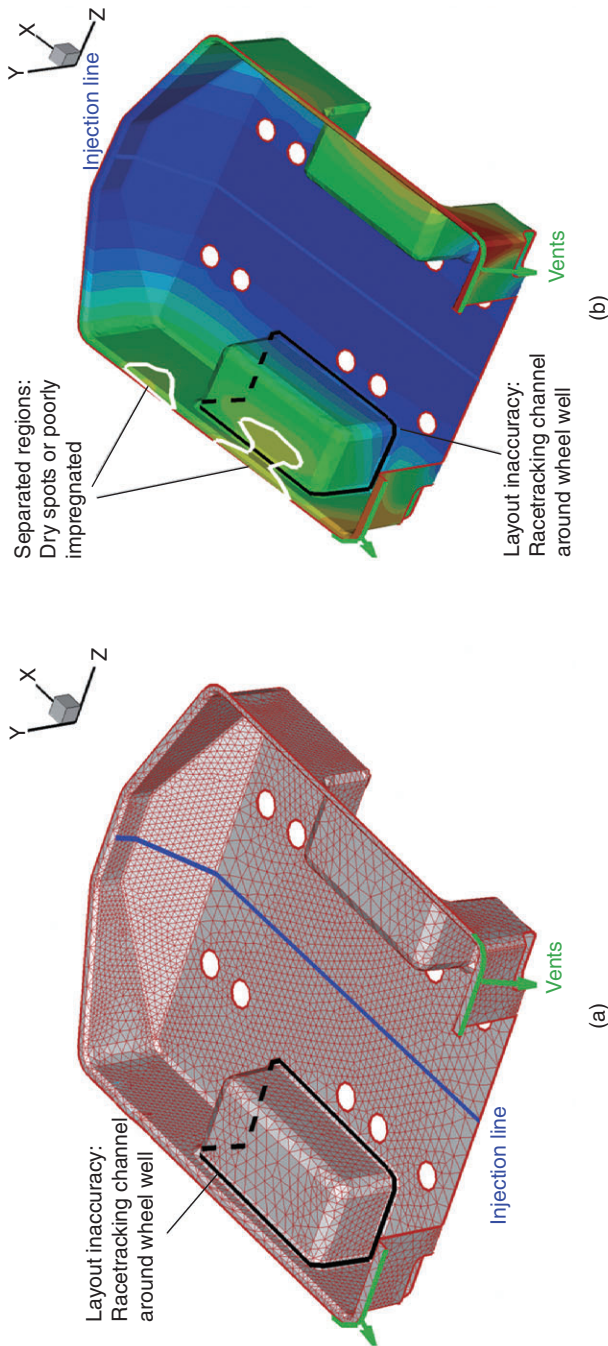 Layout inaccuracy:
Racetracking channel
around wheel well
Y
X
Z
Injection line
Vents
(a)
Separated regions:
Dry spots or poorly
impregnated
Y
X
Z
Injection line
Layout inaccuracy:
Racetracking channel
around wheel well
Vents
(b)